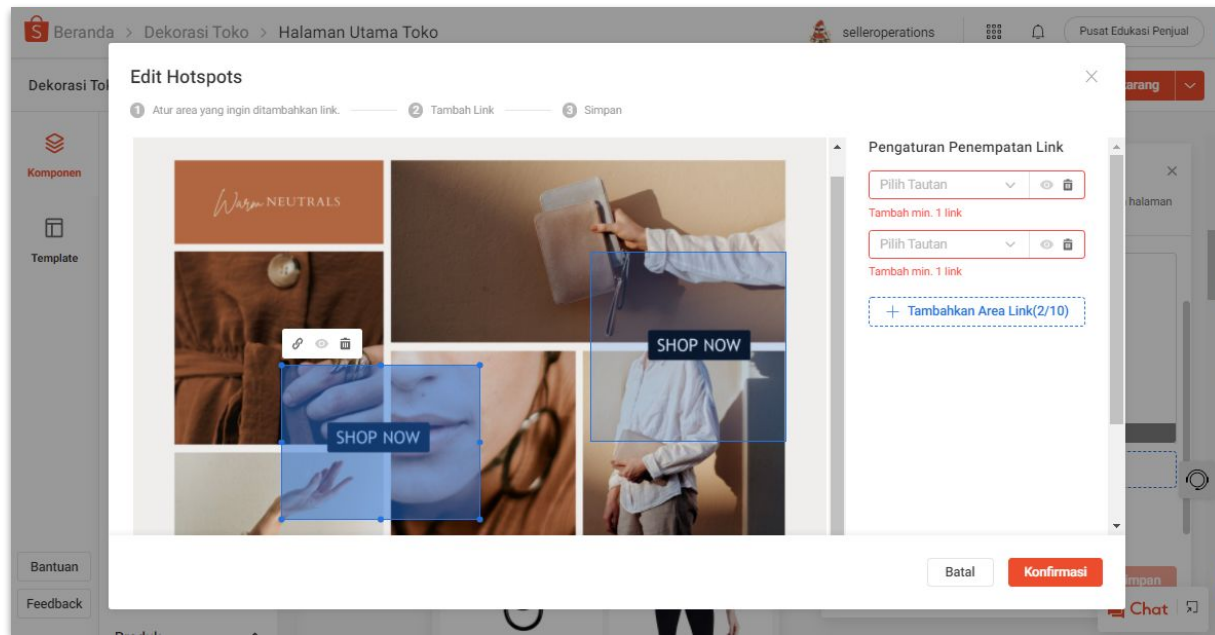 Beranda > Dekorasi Toko > Halaman Utama Toko
selleroperations
Pusat Edukasi Penjual
Dekorasi Tok
arang
Edit Hotspots
1 Atur area yang ingin ditambahkan link.
2 Tambah Link
3 Simpan
Komponen
Template
Warm NEUTRALS
SHOP NOW
SHOP NOW
Pengaturan Penempatan Link
Pilih Tautan
Tambah min. 1 link
Pilih Tautan
Tambah min. 1 link
+ Tambahkan Area Link(2/10)
halaman
Batal
Konfirmasi
impan
Bantuan
Feedback
Chat